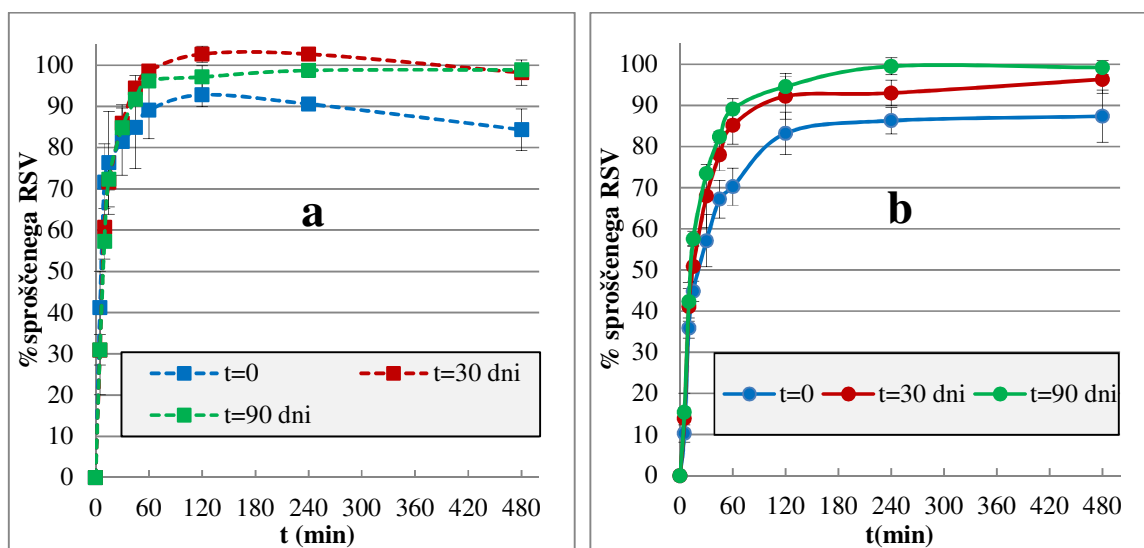 %sproščenega RSV
100
90
80
70
60
50
40
30
20
10
0
a
t=0
t=30 dni
t=90 dni
0 60 120 180 240 300 360 420 480
t (min)
% sproščenega RSV
100
90
80
70
60
50
40
30
20
10
0
b
t=0 t=30 dni t=90 dni
0 60 120 180 240 300 360 420 480
t(min)